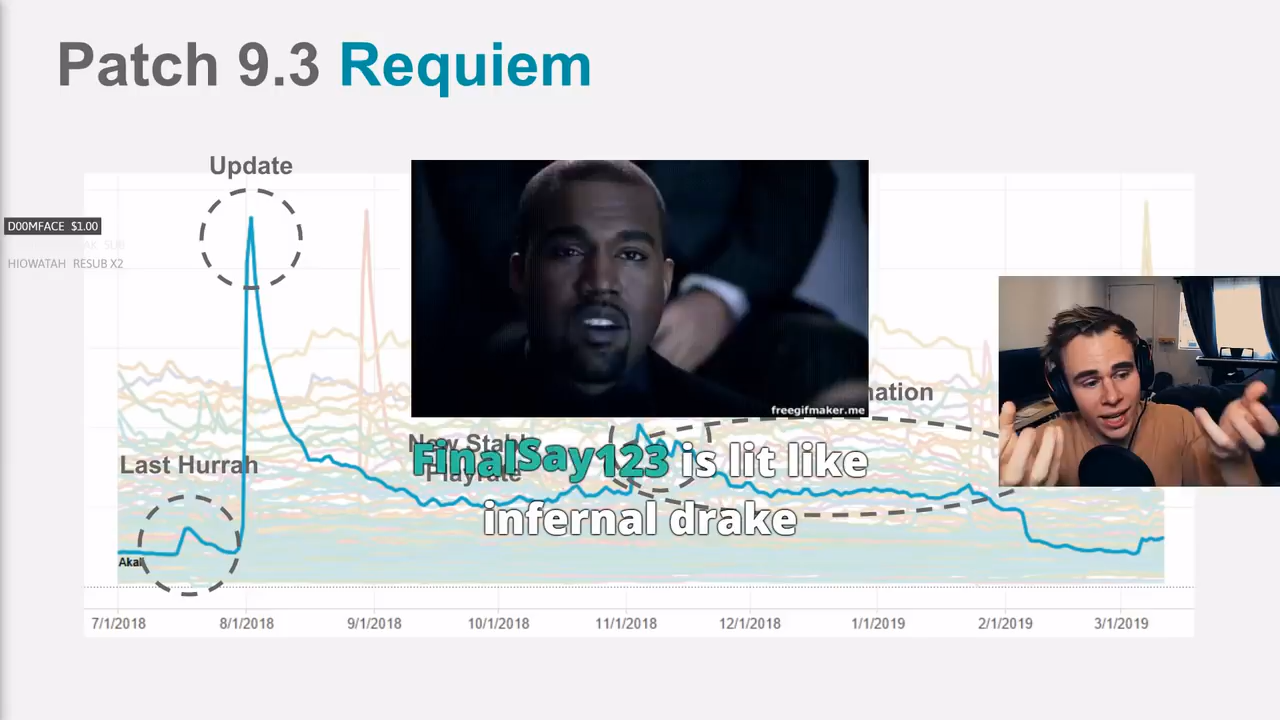 Patch 9.3 Requiem
Update
D00MFACE $1.00
HIOWATAH RESUB X2
freegifmaker.me
Last Hurrah
FinalSay123 is lit like
infernal drake
Playrate
7/1/2018 8/1/2018 9/1/2018 10/1/2018 11/1/2018 12/1/2018 1/1/2019 2/1/2019 3/1/2019